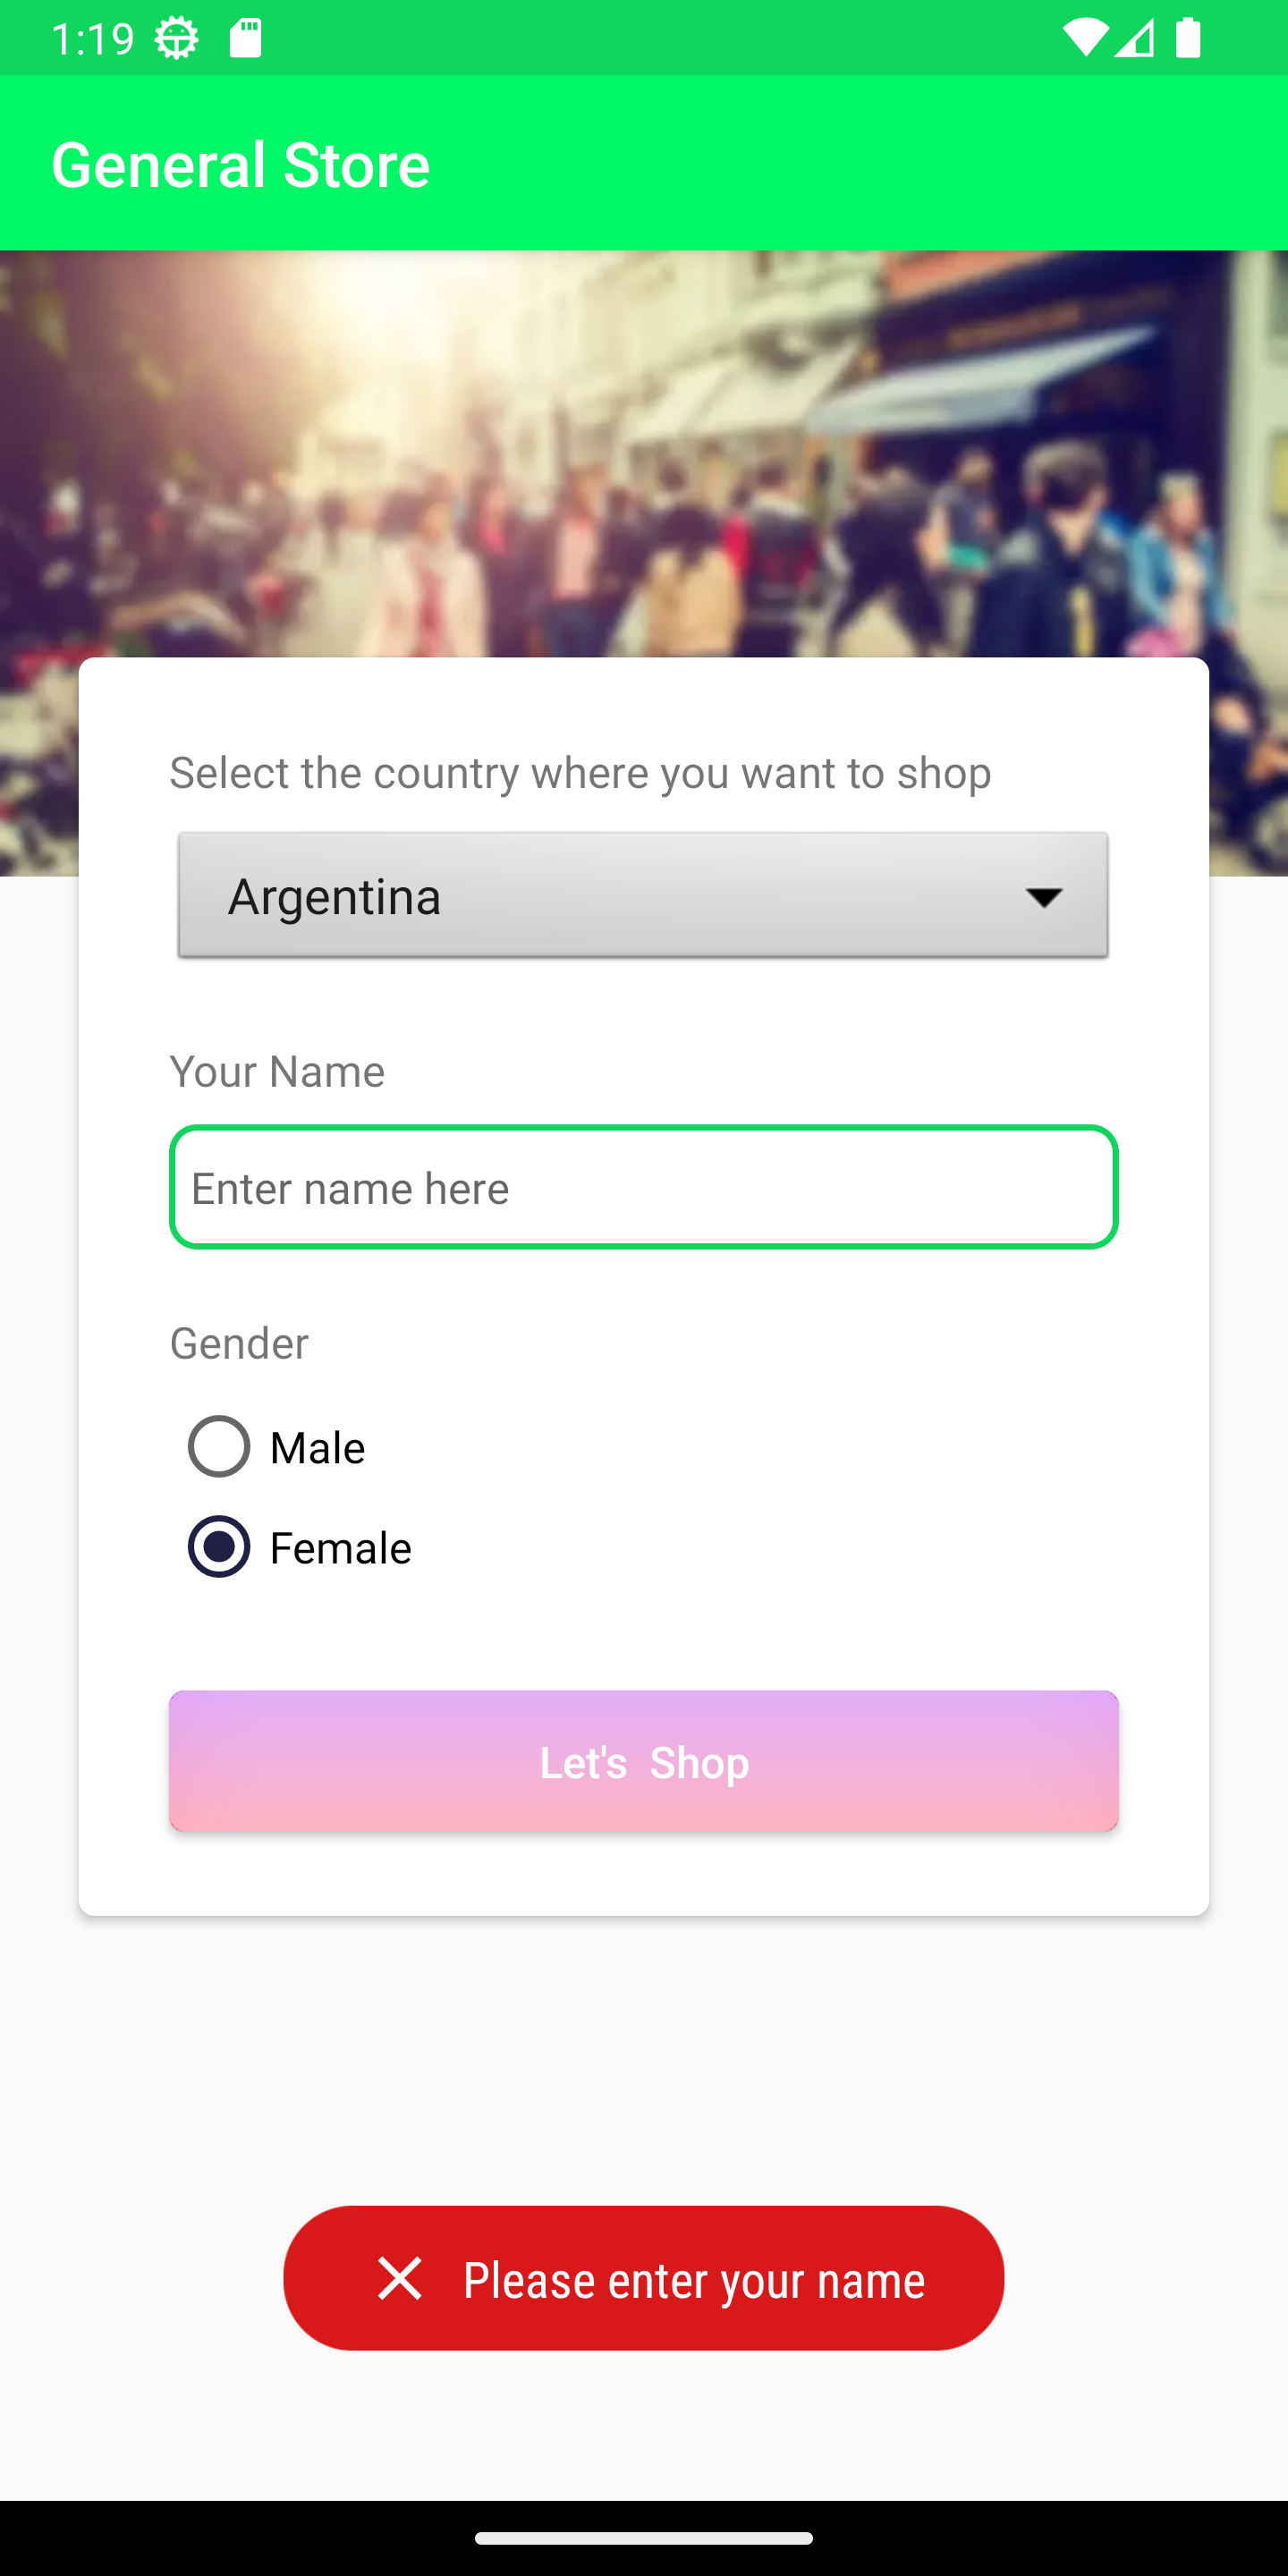 1:19
General Store
Select the country where you want to shop
Argentina
Your Name
Enter name here
Gender
Male
Female
Let's  Shop
Please enter your name